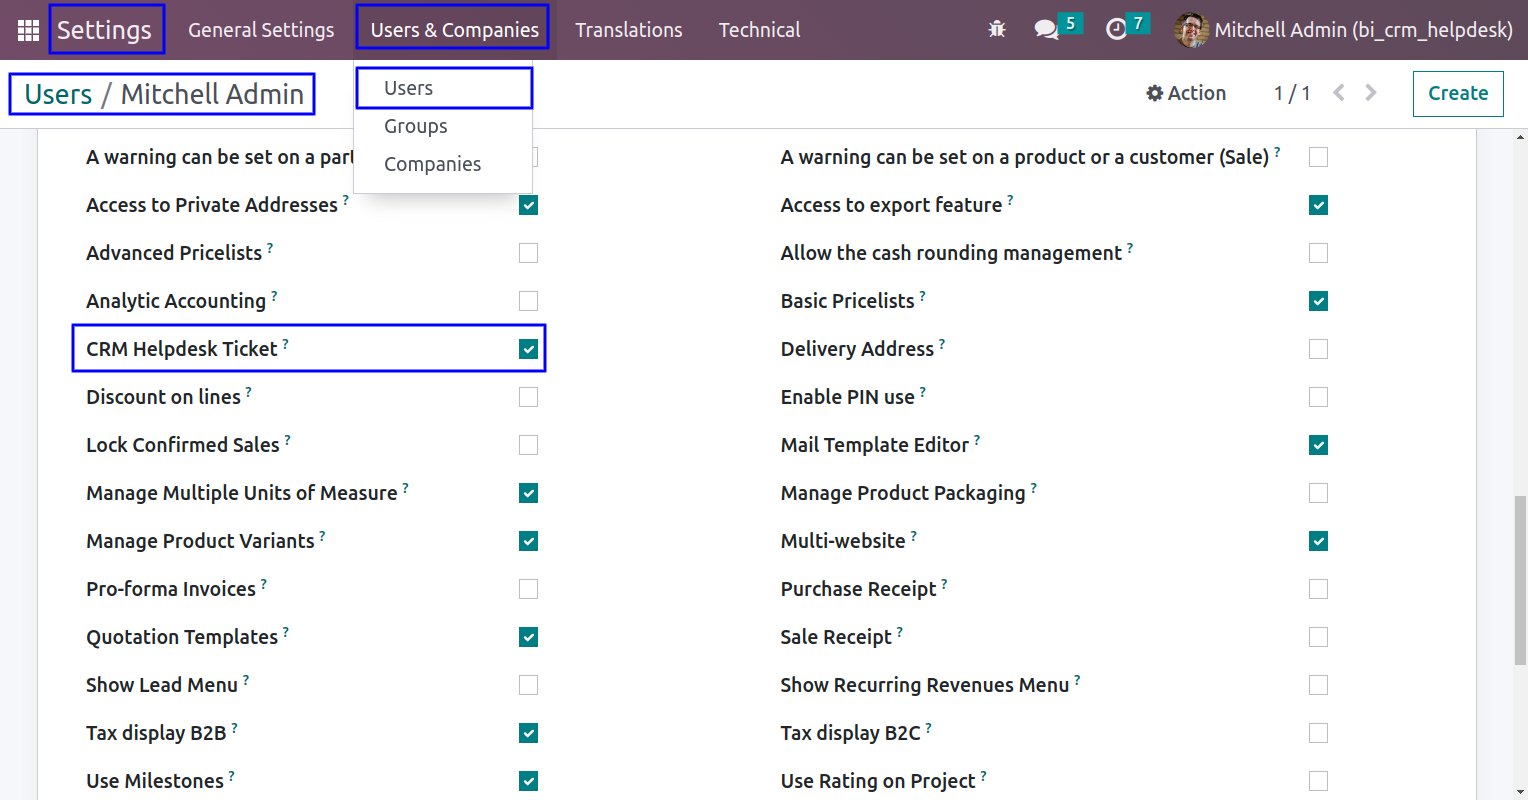 Settings General Settings Users & Companies Translations Technical 5 7 Mitchell Admin (bi_crm_helpdesk)
Users / Mitchell Admin Action 1 / 1 Create
Users
Groups
Companies
A warning can be set on a product or a customer (Sale) ?
A warning can be set on a
Access to Private Addresses ? Access to export feature ?
Advanced Pricelists ? Allow the cash rounding management ?
Analytic Accounting ? Basic Pricelists ?
CRM Helpdesk Ticket ? Delivery Address ?
Discount on lines ? Enable PIN use ?
Lock Confirmed Sales ? Mail Template Editor ?
Manage Multiple Units of Measure ? Manage Product Packaging ?
Manage Product Variants ? Multi-website ?
Pro-forma Invoices ? Purchase Receipt ?
Quotation Templates ? Sale Receipt ?
Show Lead Menu ? Show Recurring Revenues Menu ?
Tax display B2B ? Tax display B2C ?
Use Milestones ? Use Rating on Project ?